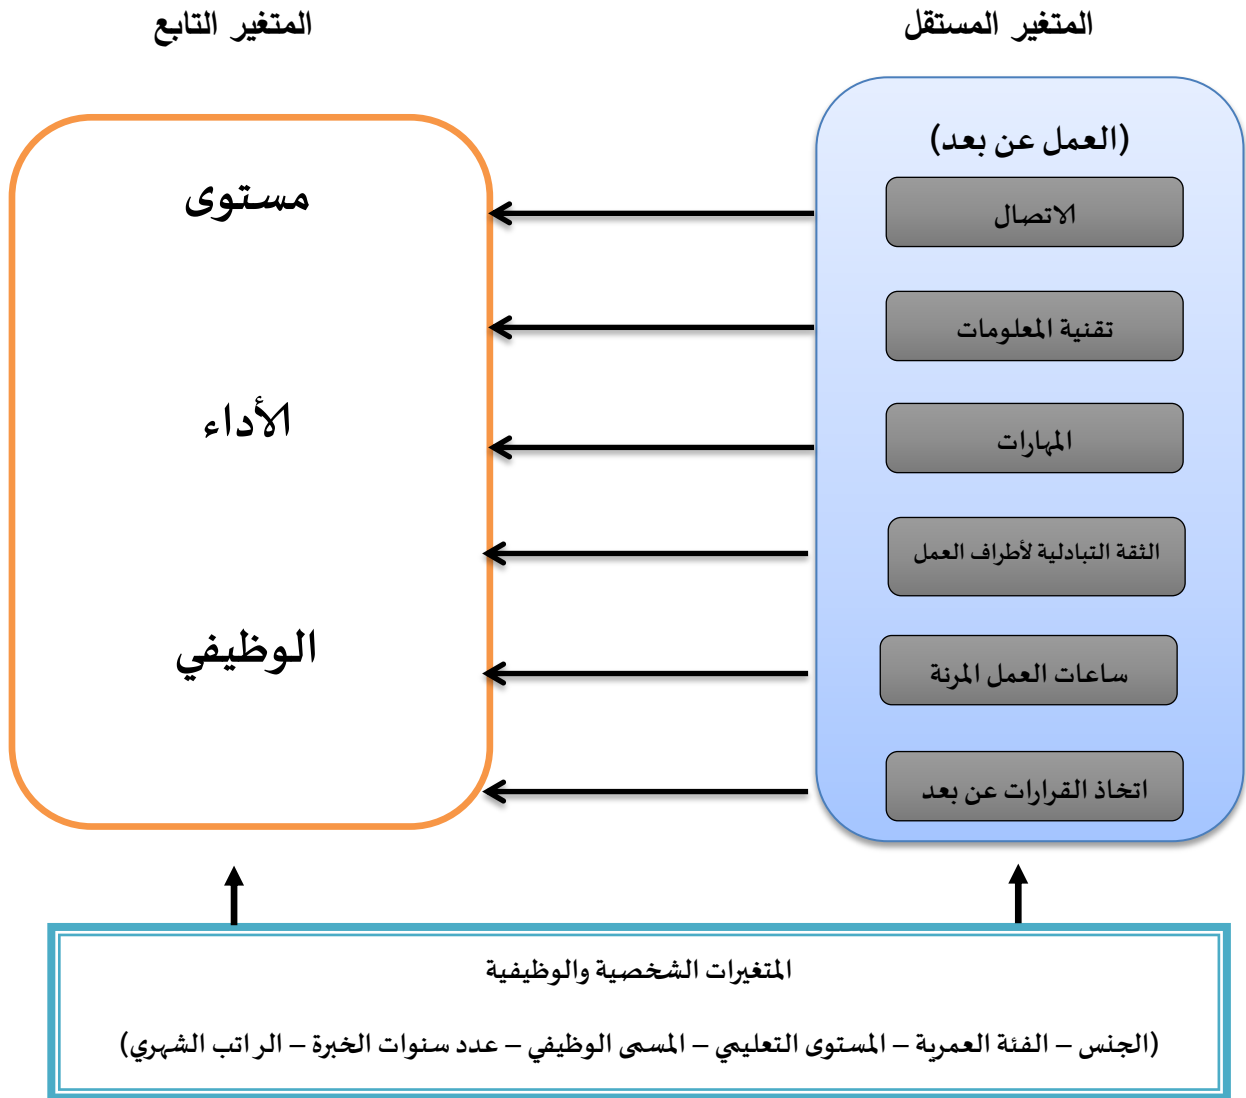 المتغير المستقل
المتغير التابع
(العمل عن بعد)
الاتصال
تقنية المعلومات
المهارات
الثقة التبادلية لأطراف العمل
ساعات العمل المرنة
اتخاذ القرارات عن بعد
مستوى
الأداء
الوظيفي
المتغيرات الشخصية والوظيفية
(الجنس – الفئة العمرية – المستوى التعليمي – المسمى الوظيفي – عدد سنوات الخبرة – الراتب الشهري)